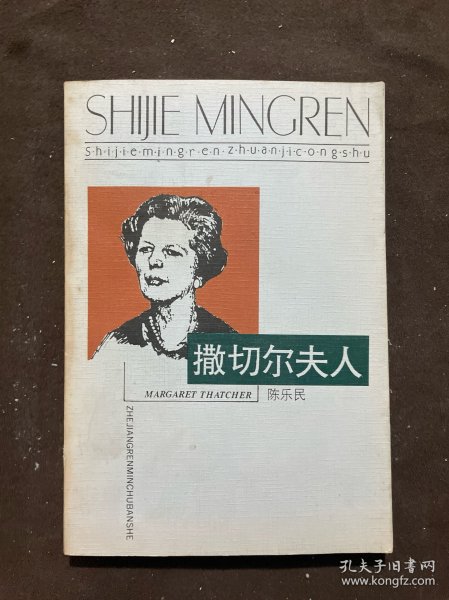 SHIJIE MINGREN
S·h·i·j·i·e·m·i·n·g·r·e·n·z·h·u·a·n·j·i·c·o·n·g·s·h·u
撒切尔夫人
MARGARET THATCHER
陈乐民
ZHEJIANGRENMINCHUBANSHE
孔夫子旧书网
www.kongfz.com